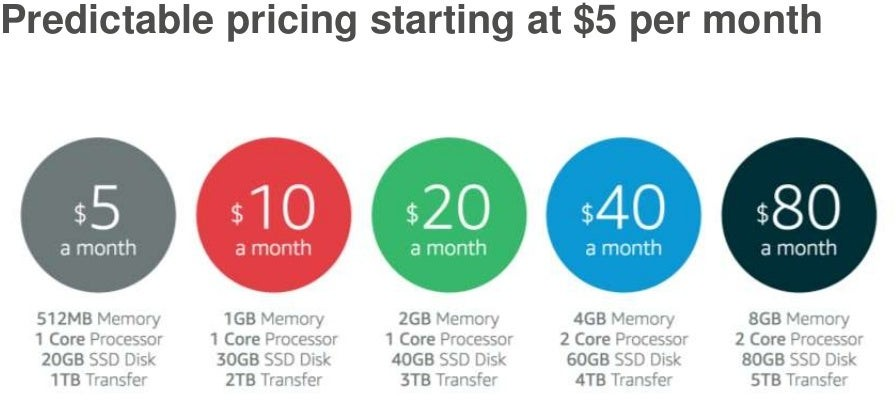 Predictable pricing starting at $5 per month
$5
a month
512MB Memory
1 Core Processor
20GB SSD Disk
1TB Transfer
$10
a month
1GB Memory
1 Core Processor
30GB SSD Disk
2TB Transfer
$20
a month
2GB Memory
1 Core Processor
40GB SSD Disk
3TB Transfer
$40
a month
4GB Memory
2 Core Processor
60GB SSD Disk
4TB Transfer
$80
a month
8GB Memory
2 Core Processor
80GB SSD Disk
5TB Transfer